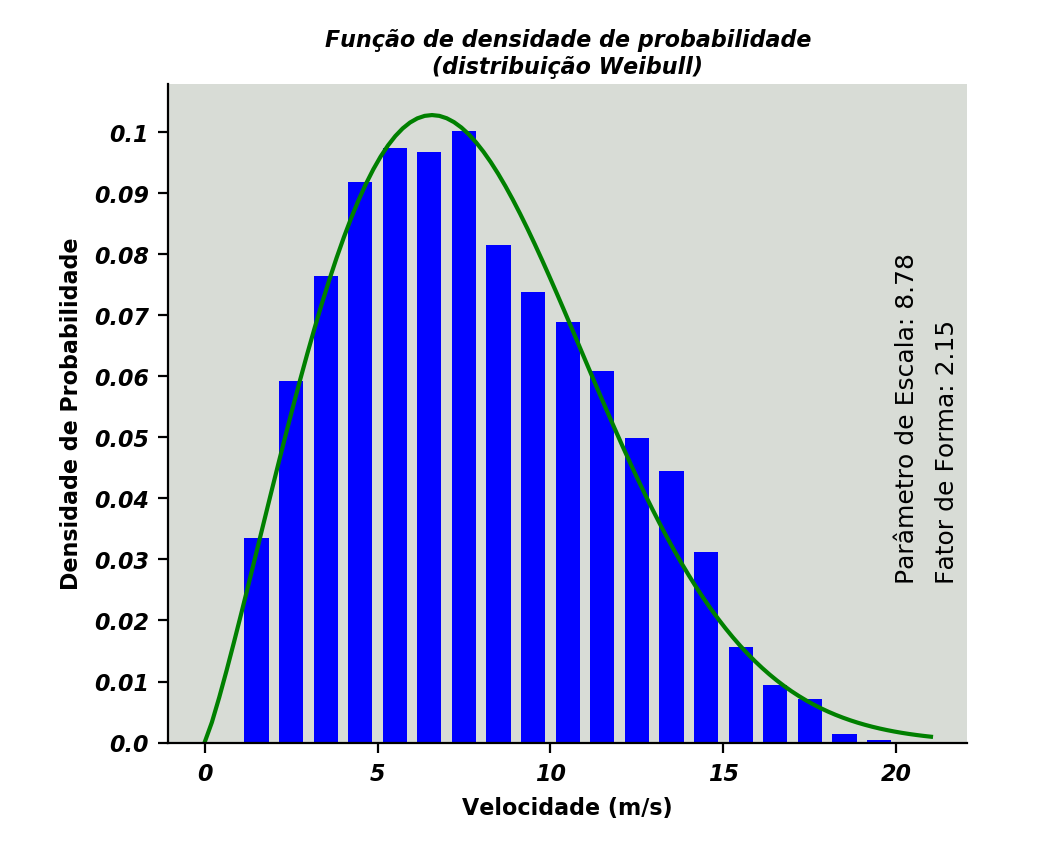 Função de densidade de probabilidade
(distribuição Weibull)
Densidade de Probabilidade
0.1
0.09
0.08
0.07
0.06
0.05
0.04
0.03
0.02
0.01
0.0
Parâmetro de Escala: 8.78
Fator de Forma: 2.15
0
5
10
15
20
Velocidade (m/s)